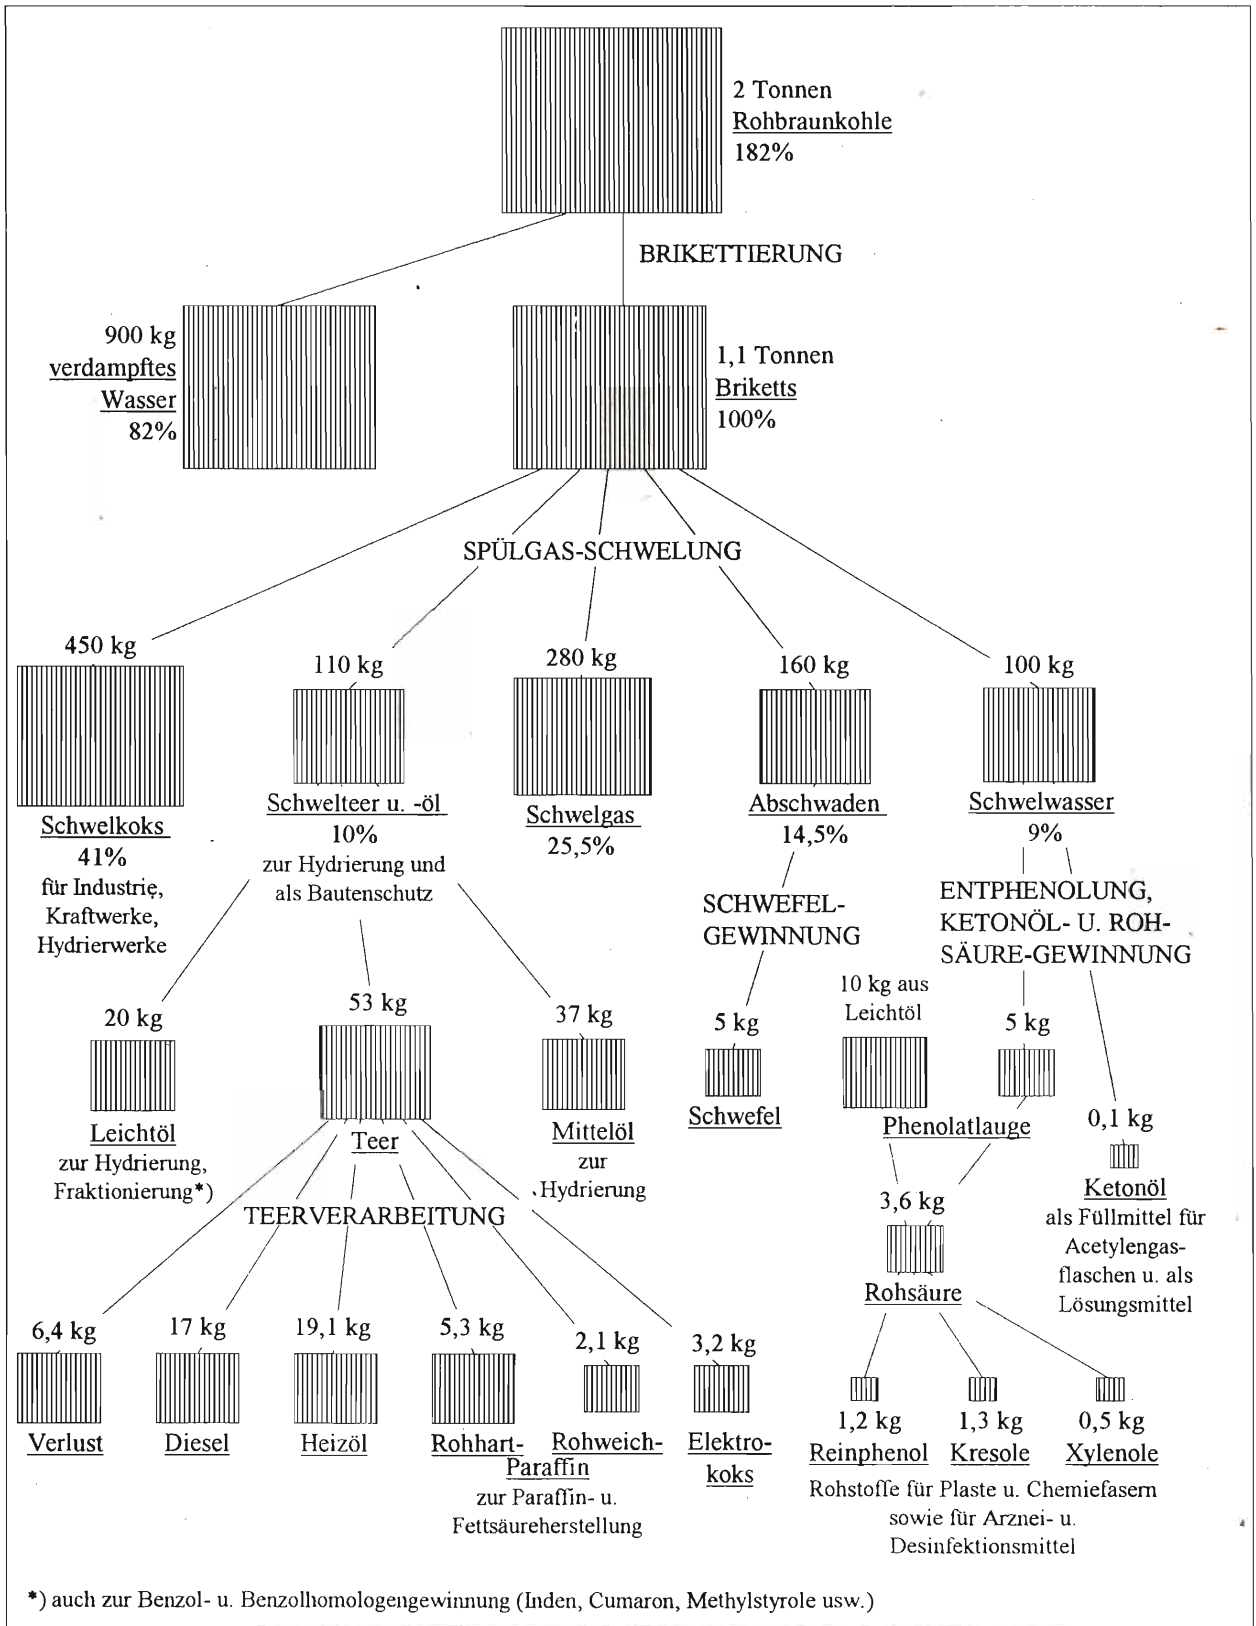 2 Tonnen
Rohbraunkohle
182%
BRIKETTIERUNG
900 kg
verdampftes
Wasser
82%
1,1 Tonnen
Briketts
100%
SPÜLGAS-SCHWELUNG
450 kg
Schwelkoks
41%
für Industrie,
Kraftwerke,
Hydrierwerke
110 kg
Schwelteer u. -öl
10%
zur Hydrierung und
als Bautenschutz
280 kg
Schwelgas
25,5%
160 kg
Abschwaden
14,5%
100 kg
Schwelwasser
9%
SCHWEFEL-
GEWINNUNG
ENTPHENOLUNG,
KETONÖL- U. ROH-
SÄURE-GEWINNUNG
20 kg
Leichtöl
zur Hydrierung,
Fraktionierung*)
53 kg
Teer
37 kg
Mittelöl
zur
Hydrierung
5 kg
Schwefel
10 kg aus
Leichtöl
5 kg
Phenolatlauge
0,1 kg
Ketonöl
als Füllmittel für
Acetylengas-
flaschen u. als
Lösungsmittel
TEERVERARBEITUNG
3,6 kg
Rohsäure
6,4 kg
Verlust
17 kg
Diesel
19,1 kg
Heizöl
5,3 kg
Rohhart-
2,1 kg
Rohweich-
Paraffin
zur Paraffin- u.
Fettsäureherstellung
3,2 kg
Elektro-
koks
1,2 kg
Reinphenol
1,3 kg
Kresole
0,5 kg
Xylenole
Rohstoffe für Plaste u. Chemiefasern
sowie für Arznei- u.
Desinfektionsmittel
*) auch zur Benzol- u. Benzolhomologengewinnung (Inden, Cumaron, Methylstyrole usw.)